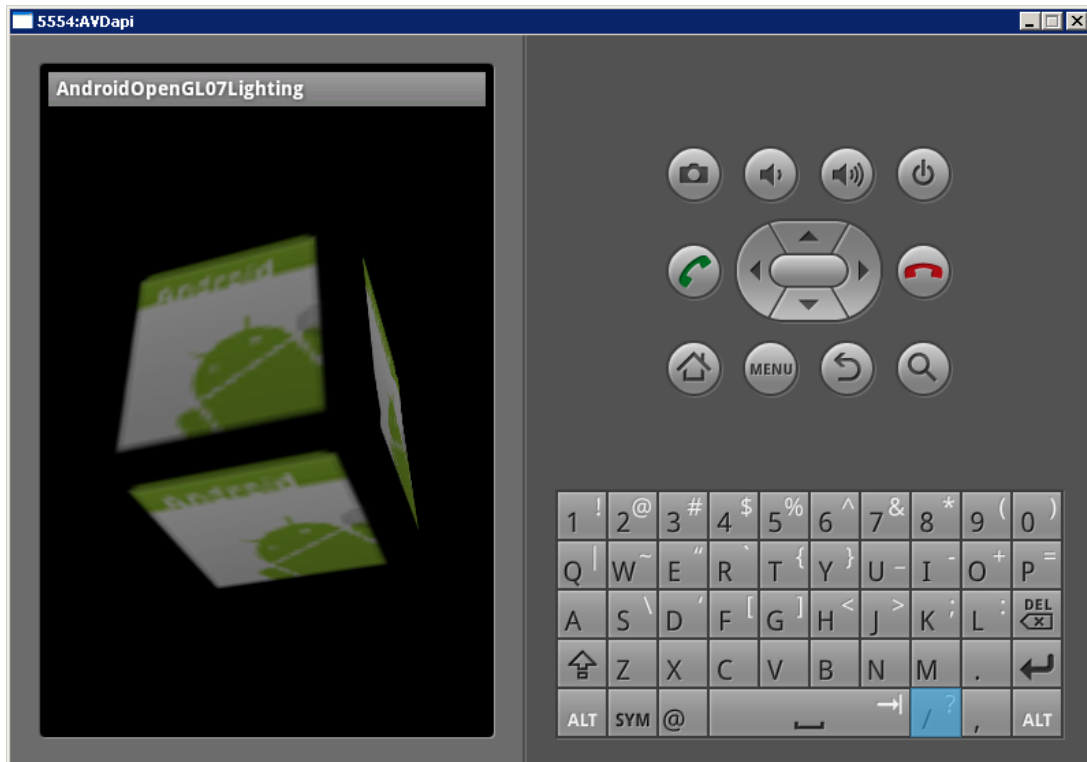 5554:AVDapi
AndroidOpenGL07Lighting
Android
Android
MENU
1 ! 2 @ 3 # 4 $ 5 % 6 ^ 7 & 8 * 9 ( 0 )
Q | W ~ E “ R ` T { Y } U _ I - O + P =
A S \ D ‘ F [ G ] H < J > K ; L : DEL
Z X C V B N M .
ALT SYM @ / ? , ALT